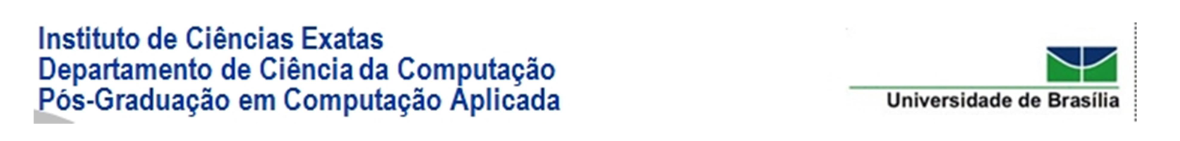 Instituto de Ciências Exatas
Departamento de Ciência da Computação
Pós-Graduação em Computação Aplicada
Universidade de Brasília